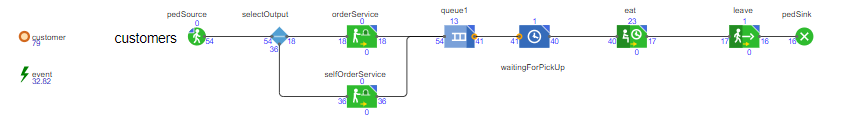 pedSource
selectOutput
orderService
queue1
eat
leave
pedSink
0
0
13
1
23
1
customer
79
customers
54
54
18
18
18
54
41
41
40
40
17
17
16
16
36
0
0
0
waitingForPickUp
selfOrderService
event
32.82
0
36
36
0